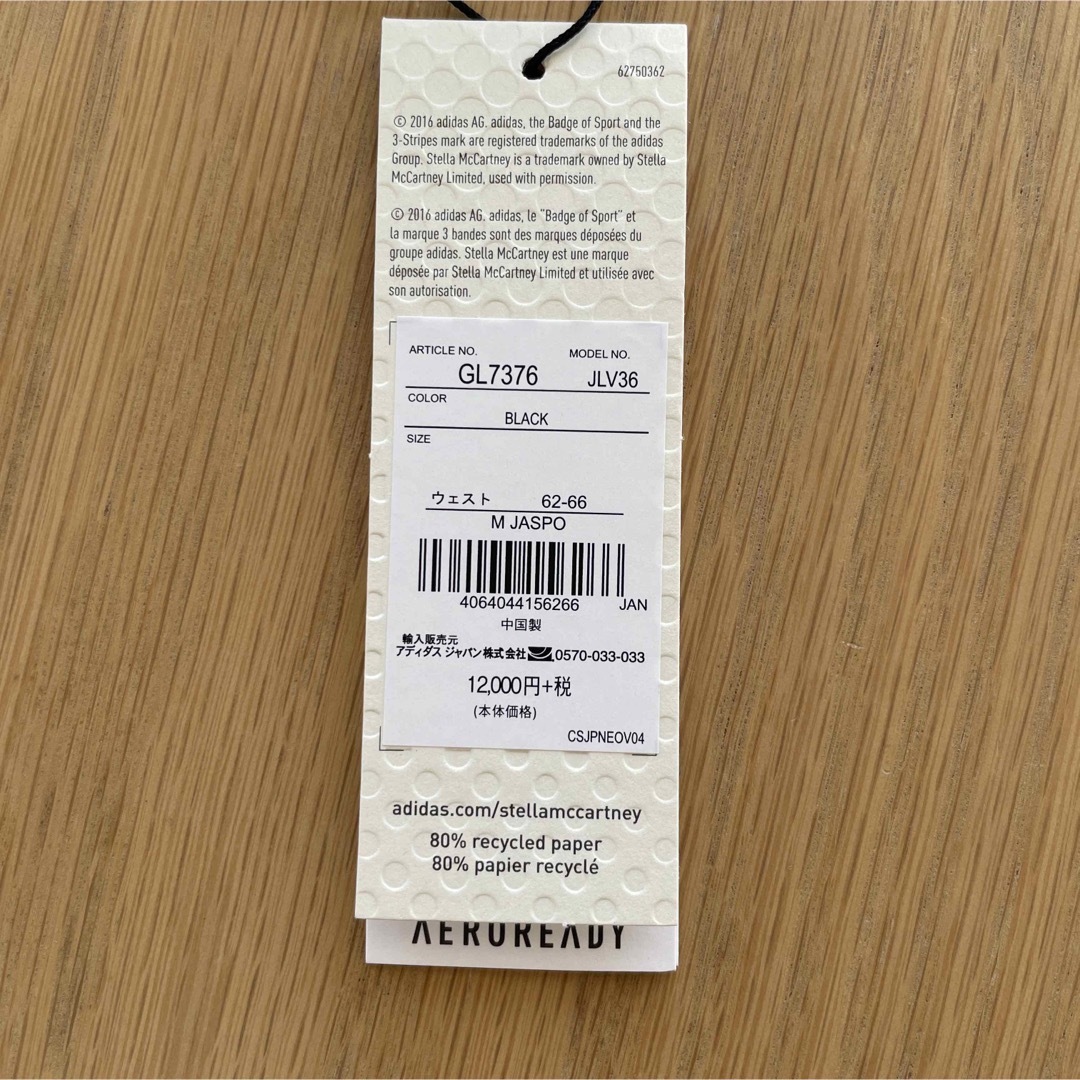 62750362
© 2016 adidas AG. adidas, the Badge of Sport and the
3-Stripes mark are registered trademarks of the adidas
Group. Stella McCartney is a trademark owned by Stella
McCartney Limited, used with permission.
© 2016 adidas AG. adidas, le "Badge of Sport" et
la marque 3 bandes sont des marques déposées du
groupe adidas. Stella McCartney est une marque
déposée par Stella McCartney Limited et utilisée avec
son autorisation.
ARTICLE NO. MODEL NO.
GL7376 JLV36
COLOR
BLACK
SIZE
ウェスト 62-66
M JASPO
4064044156266 JAN
中国製
輸入販売元
アディダス ジャパン株式会社 0570-033-033
12,000円+税
(本体価格)
CSJPNEOV04
adidas.com/stellamccartney
80% recycled paper
80% papier recyclé
AEROREADY